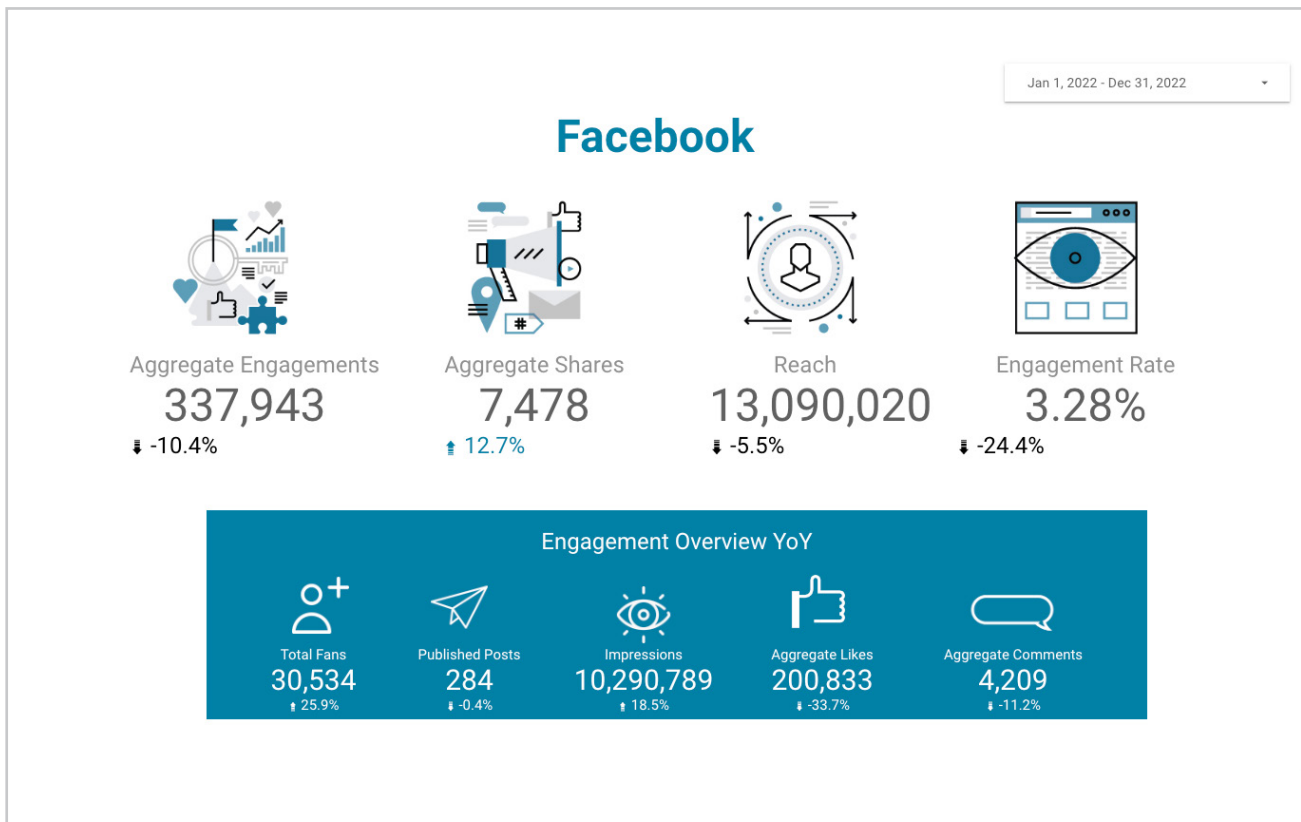 Jan 1, 2022 - Dec 31, 2022
Facebook
#
Aggregate Engagements
337,943
-10.4%
Aggregate Shares
7,478
12.7%
Reach
13,090,020
-5.5%
Engagement Rate
3.28%
-24.4%
Engagement Overview YoY
Total Fans
30,534
25.9%
Published Posts
284
-0.4%
Impressions
10,290,789
18.5%
Aggregate Likes
200,833
-33.7%
Aggregate Comments
4,209
-11.2%